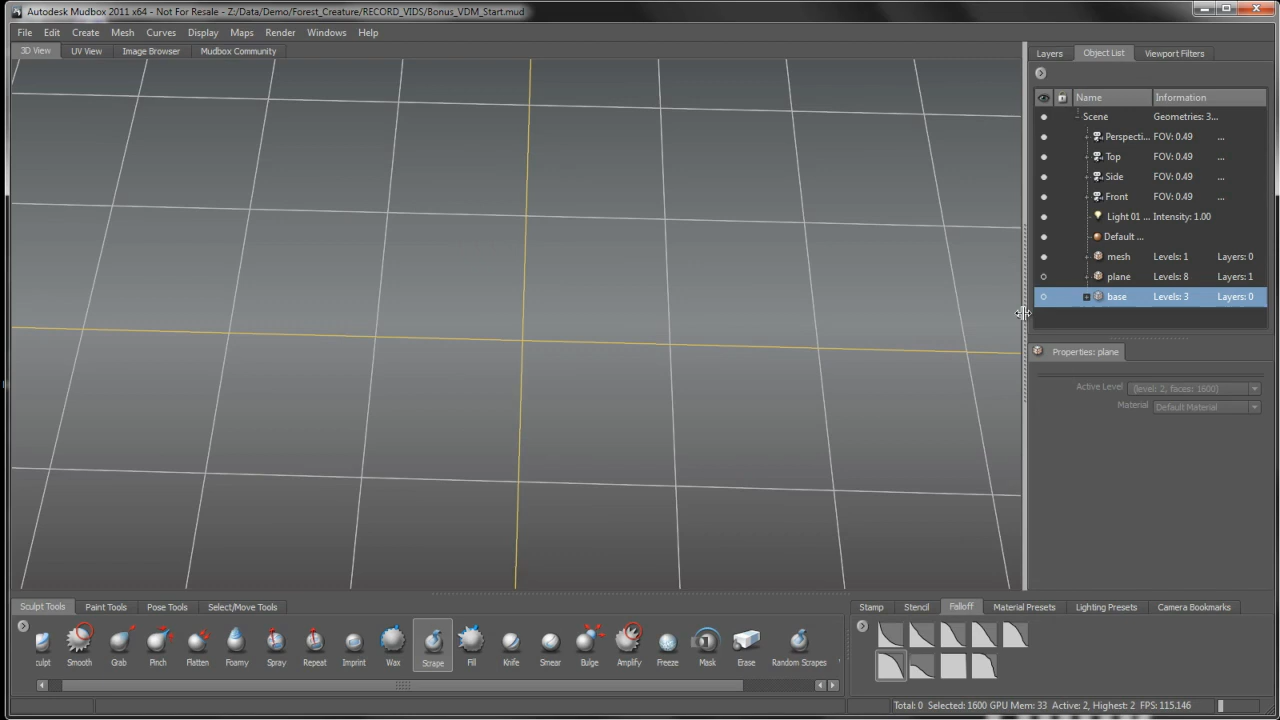 Autodesk Mudbox 2011 x64 - Not For Resale - Z:/Data/Demo/Forest_Creature/RECORD_VIDS/Bonus_VDM_Start.mud
File Edit Create Mesh Curves Display Maps Render Windows Help
3D View UV View Image Browser Mudbox Community
Layers Object List Viewport Filters
Name Information
Scene Geometries: 3...
Perspecti... FOV: 0.49 ...
Top FOV: 0.49 ...
Side FOV: 0.49 ...
Front FOV: 0.49 ...
Light 01 ... Intensity: 1.00
Default ...
mesh Levels: 1 Layers: 0
plane Levels: 8 Layers: 1
base Levels: 3 Layers: 0
Properties: plane
Active Level (level: 2, faces: 1600)
Material Default Material
Sculpt Tools Paint Tools Pose Tools Select/Move Tools
culpt Smooth Grab Pinch Flatten Foamy Spray Repeat Imprint Wax Scrape Fill Knife Smear Bulge Amplify Freeze Mask Erase Random Scrapes
Stamp Stencil Falloff Material Presets Lighting Presets Camera Bookmarks
Total: 0 Selected: 1600 GPU Mem: 33 Active: 2, Highest: 2 FPS: 115.146